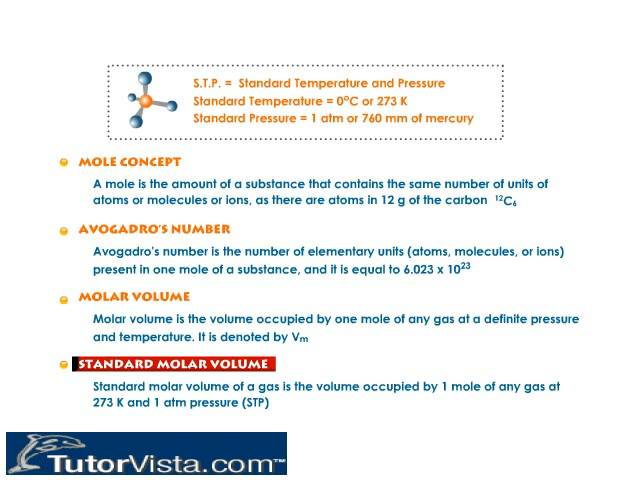 S.T.P. = Standard Temperature and Pressure
Standard Temperature = 0°C or 273 K
Standard Pressure = 1 atm or 760 mm of mercury
MOLE CONCEPT
A mole is the amount of a substance that contains the same number of units of
atoms or molecules or ions, as there are atoms in 12 g of the carbon ¹²C₆
AVOGADRO'S NUMBER
Avogadro's number is the number of elementary units (atoms, molecules, or ions)
present in one mole of a substance, and it is equal to 6.023 x 10²³
MOLAR VOLUME
Molar volume is the volume occupied by one mole of any gas at a definite pressure
and temperature. It is denoted by Vₘ
STANDARD MOLAR VOLUME
Standard molar volume of a gas is the volume occupied by 1 mole of any gas at
273 K and 1 atm pressure (STP)
TutorVista.com™